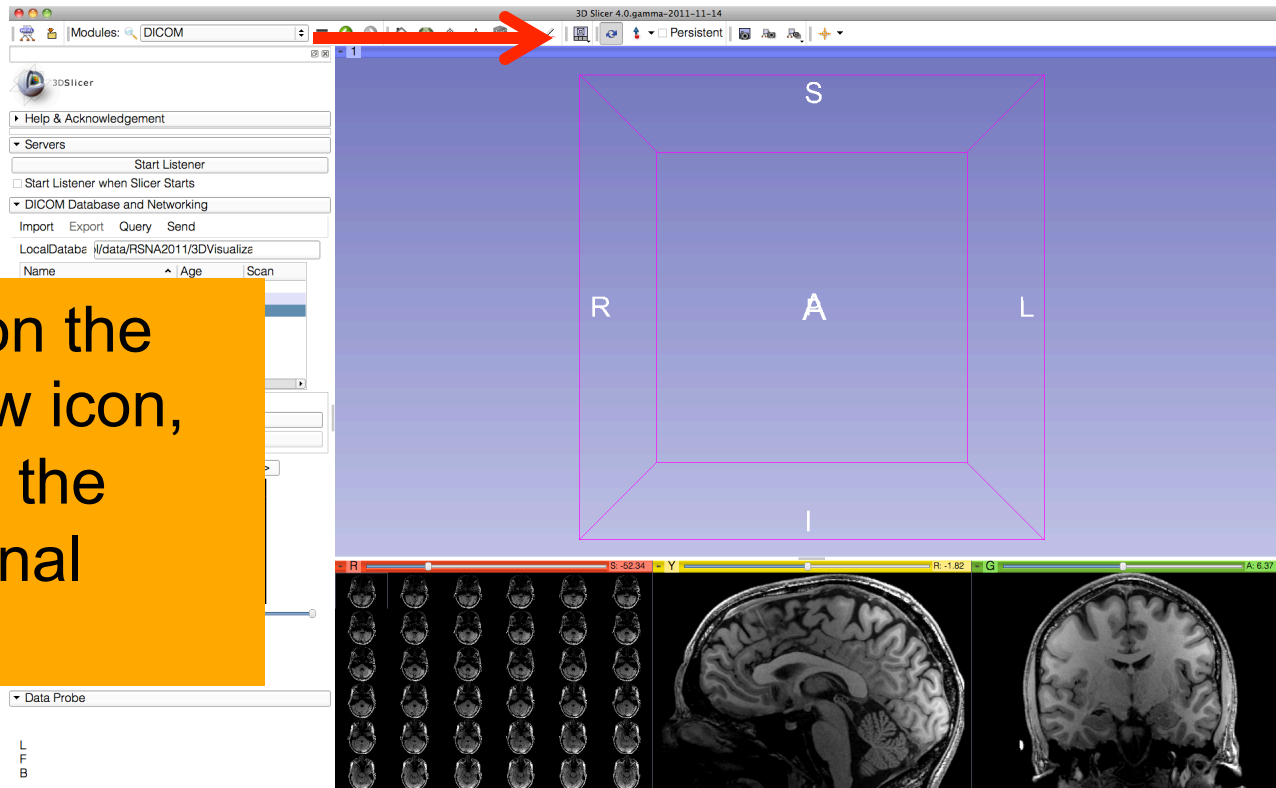 3D Slicer 4.0.gamma-2011-11-14
Modules: DICOM
Persistent
1
3DSlicer
Help & Acknowledgement
Servers
Start Listener
Start Listener when Slicer Starts
DICOM Database and Networking
Import Export Query Send
LocalDataba l/data/RSNA2011/3DVisualiza
Name Age Scan
on the
w icon,
the
nal
>
Data Probe
L
F
B
S
R A L
I
R S: -52.34 Y R: -1.82 G A: 6.37